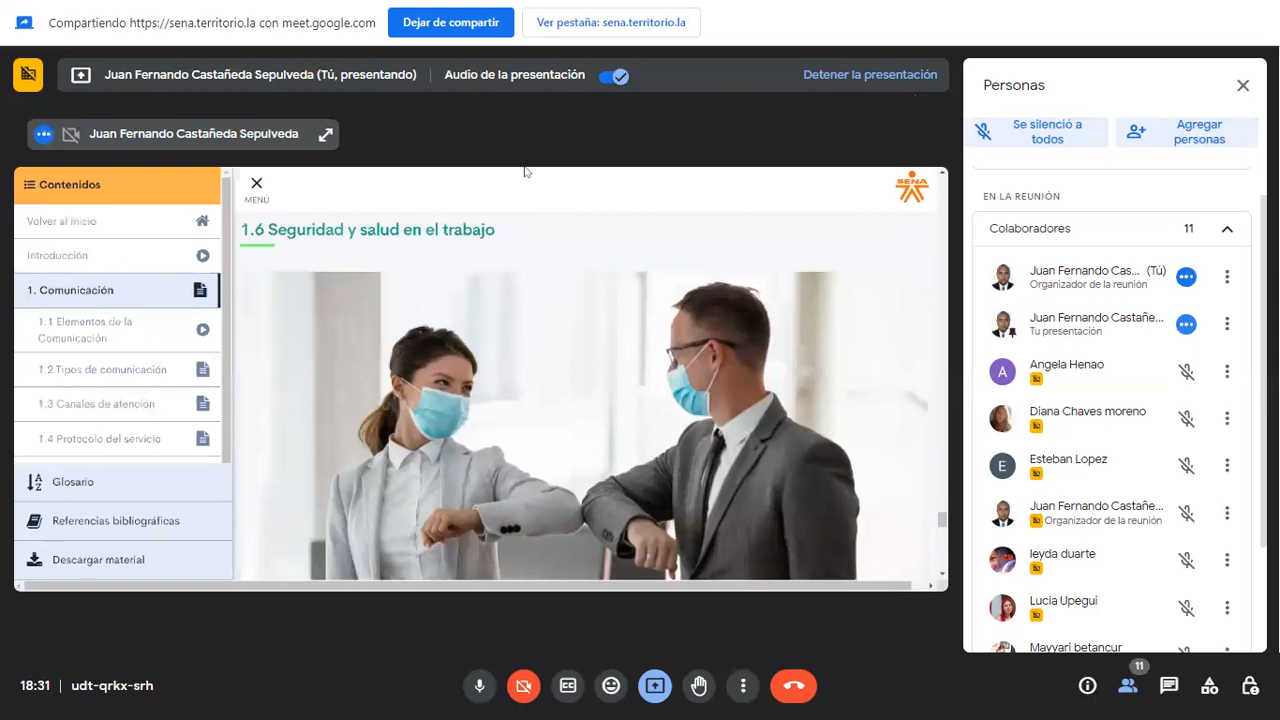 Compartiendo https://sena.territorio.la con meet.google.com
Dejar de compartir
Ver pestaña: sena.territorio.la
Juan Fernando Castañeda Sepulveda (Tú, presentando)
Audio de la presentación
Detener la presentación
Juan Fernando Castañeda Sepulveda
Contenidos
Volver al inicio
Introducción
1. Comunicación
1.1 Elementos de la
Comunicación
1.2 Tipos de comunicación
1.3 Canales de atención
1.4 Protocolo del servicio
Glosario
Referencias bibliográficas
Descargar material
MENÚ
SENA
1.6 Seguridad y salud en el trabajo
Personas
Se silenció a
todos
Agregar
personas
EN LA REUNIÓN
Colaboradores 11
Juan Fernando Cas... (Tú)
Organizador de la reunión
Juan Fernando Castañe...
Tu presentación
Angela Henao
Diana Chaves moreno
Esteban Lopez
Juan Fernando Castañe...
Organizador de la reunión
leyda duarte
Lucia Upegui
Mayyari betancur
18:31 | udt-qrkx-srh
11